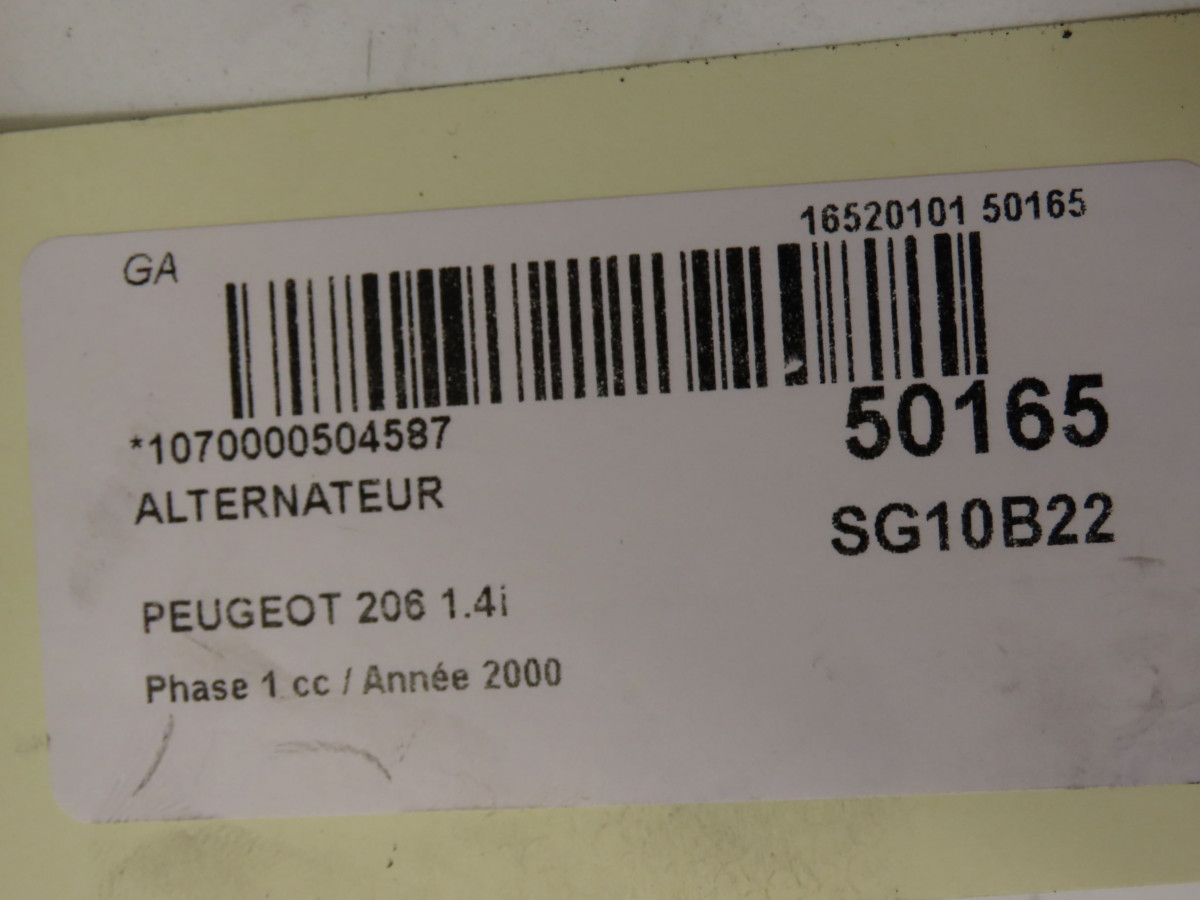 GA
16520101 50165
*1070000504587
50165
ALTERNATEUR
SG10B22
PEUGEOT 206 1.4i
Phase 1 cc / Année 2000